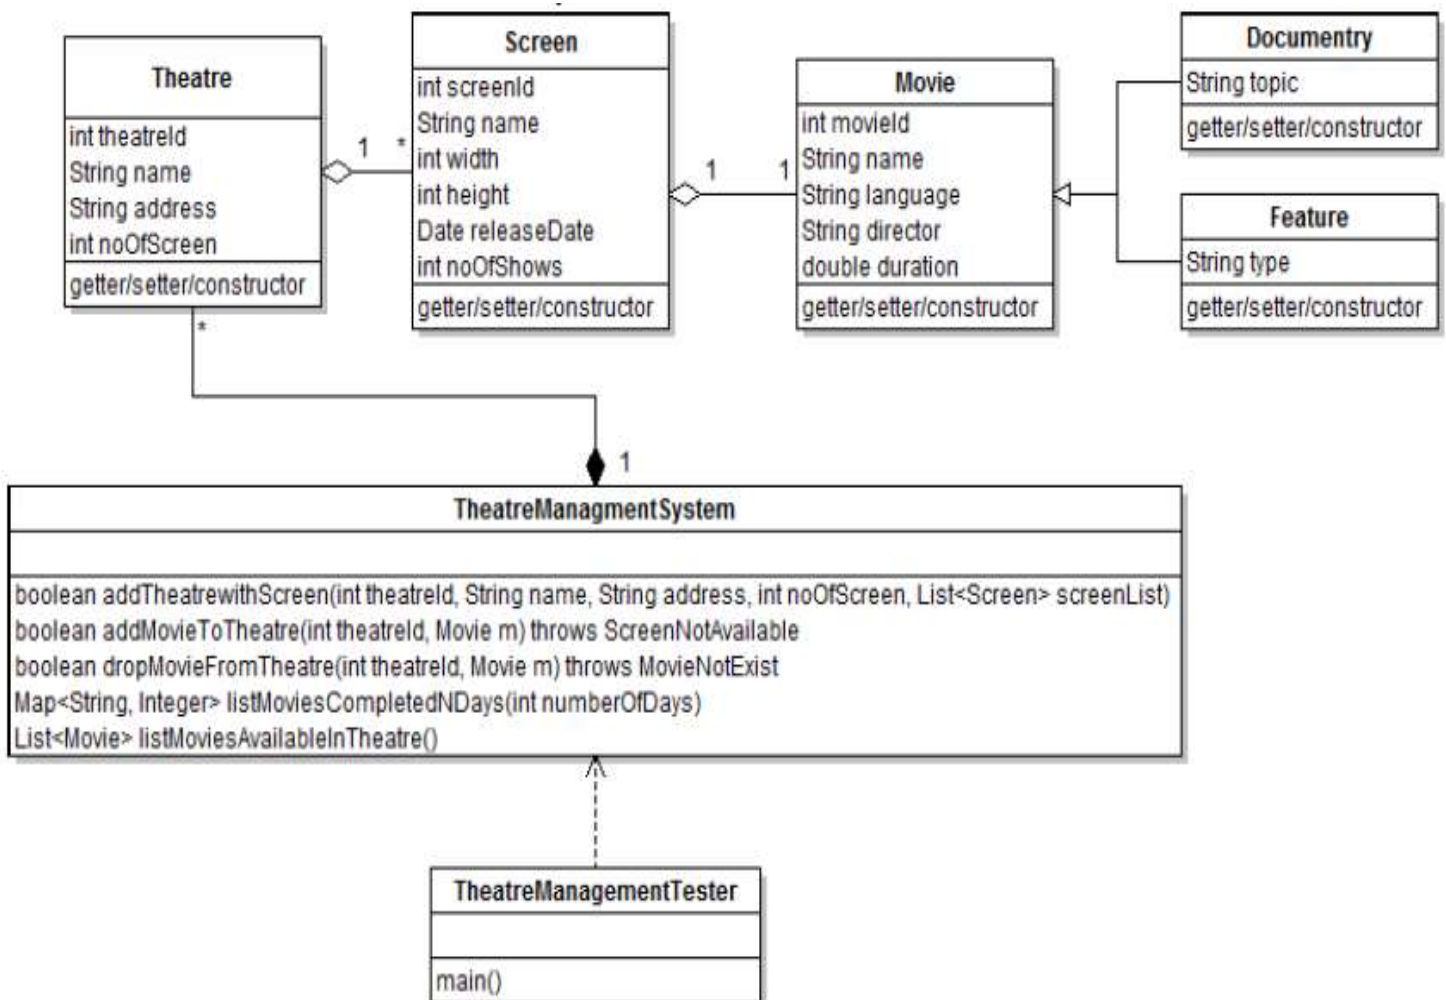 Theatre
int theatreId
String name
String address
int noOfScreen
getter/setter/constructor
1
*
*
Screen
int screenId
String name
int width
int height
Date releaseDate
int noOfShows
getter/setter/constructor
1
1
Movie
int movieId
String name
String language
String director
double duration
getter/setter/constructor
Documentry
String topic
getter/setter/constructor
Feature
String type
getter/setter/constructor
1
TheatreManagmentSystem
boolean addTheatrewithScreen(int theatreId, String name, String address, int noOfScreen, List<Screen> screenList)
boolean addMovieToTheatre(int theatreId, Movie m) throws ScreenNotAvailable
boolean dropMovieFromTheatre(int theatreId, Movie m) throws MovieNotExist
Map<String, Integer> listMoviesCompletedNDays(int numberOfDays)
List<Movie> listMoviesAvailableInTheatre()
TheatreManagementTester
main()